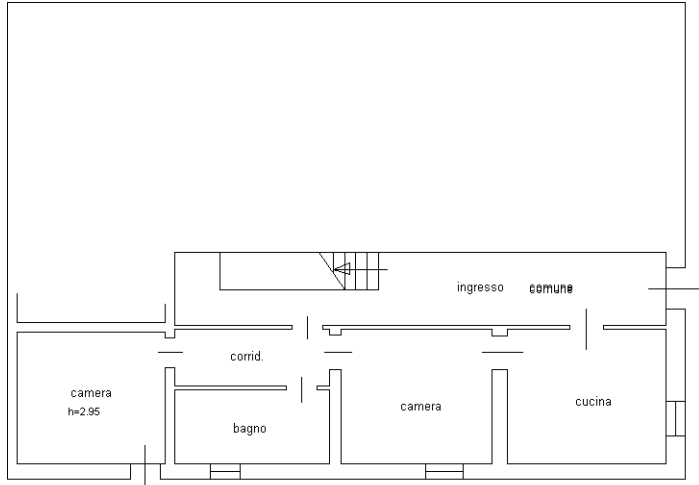 ingresso comune
corrid.
camera
h=2.95
camera
cucina
bagno